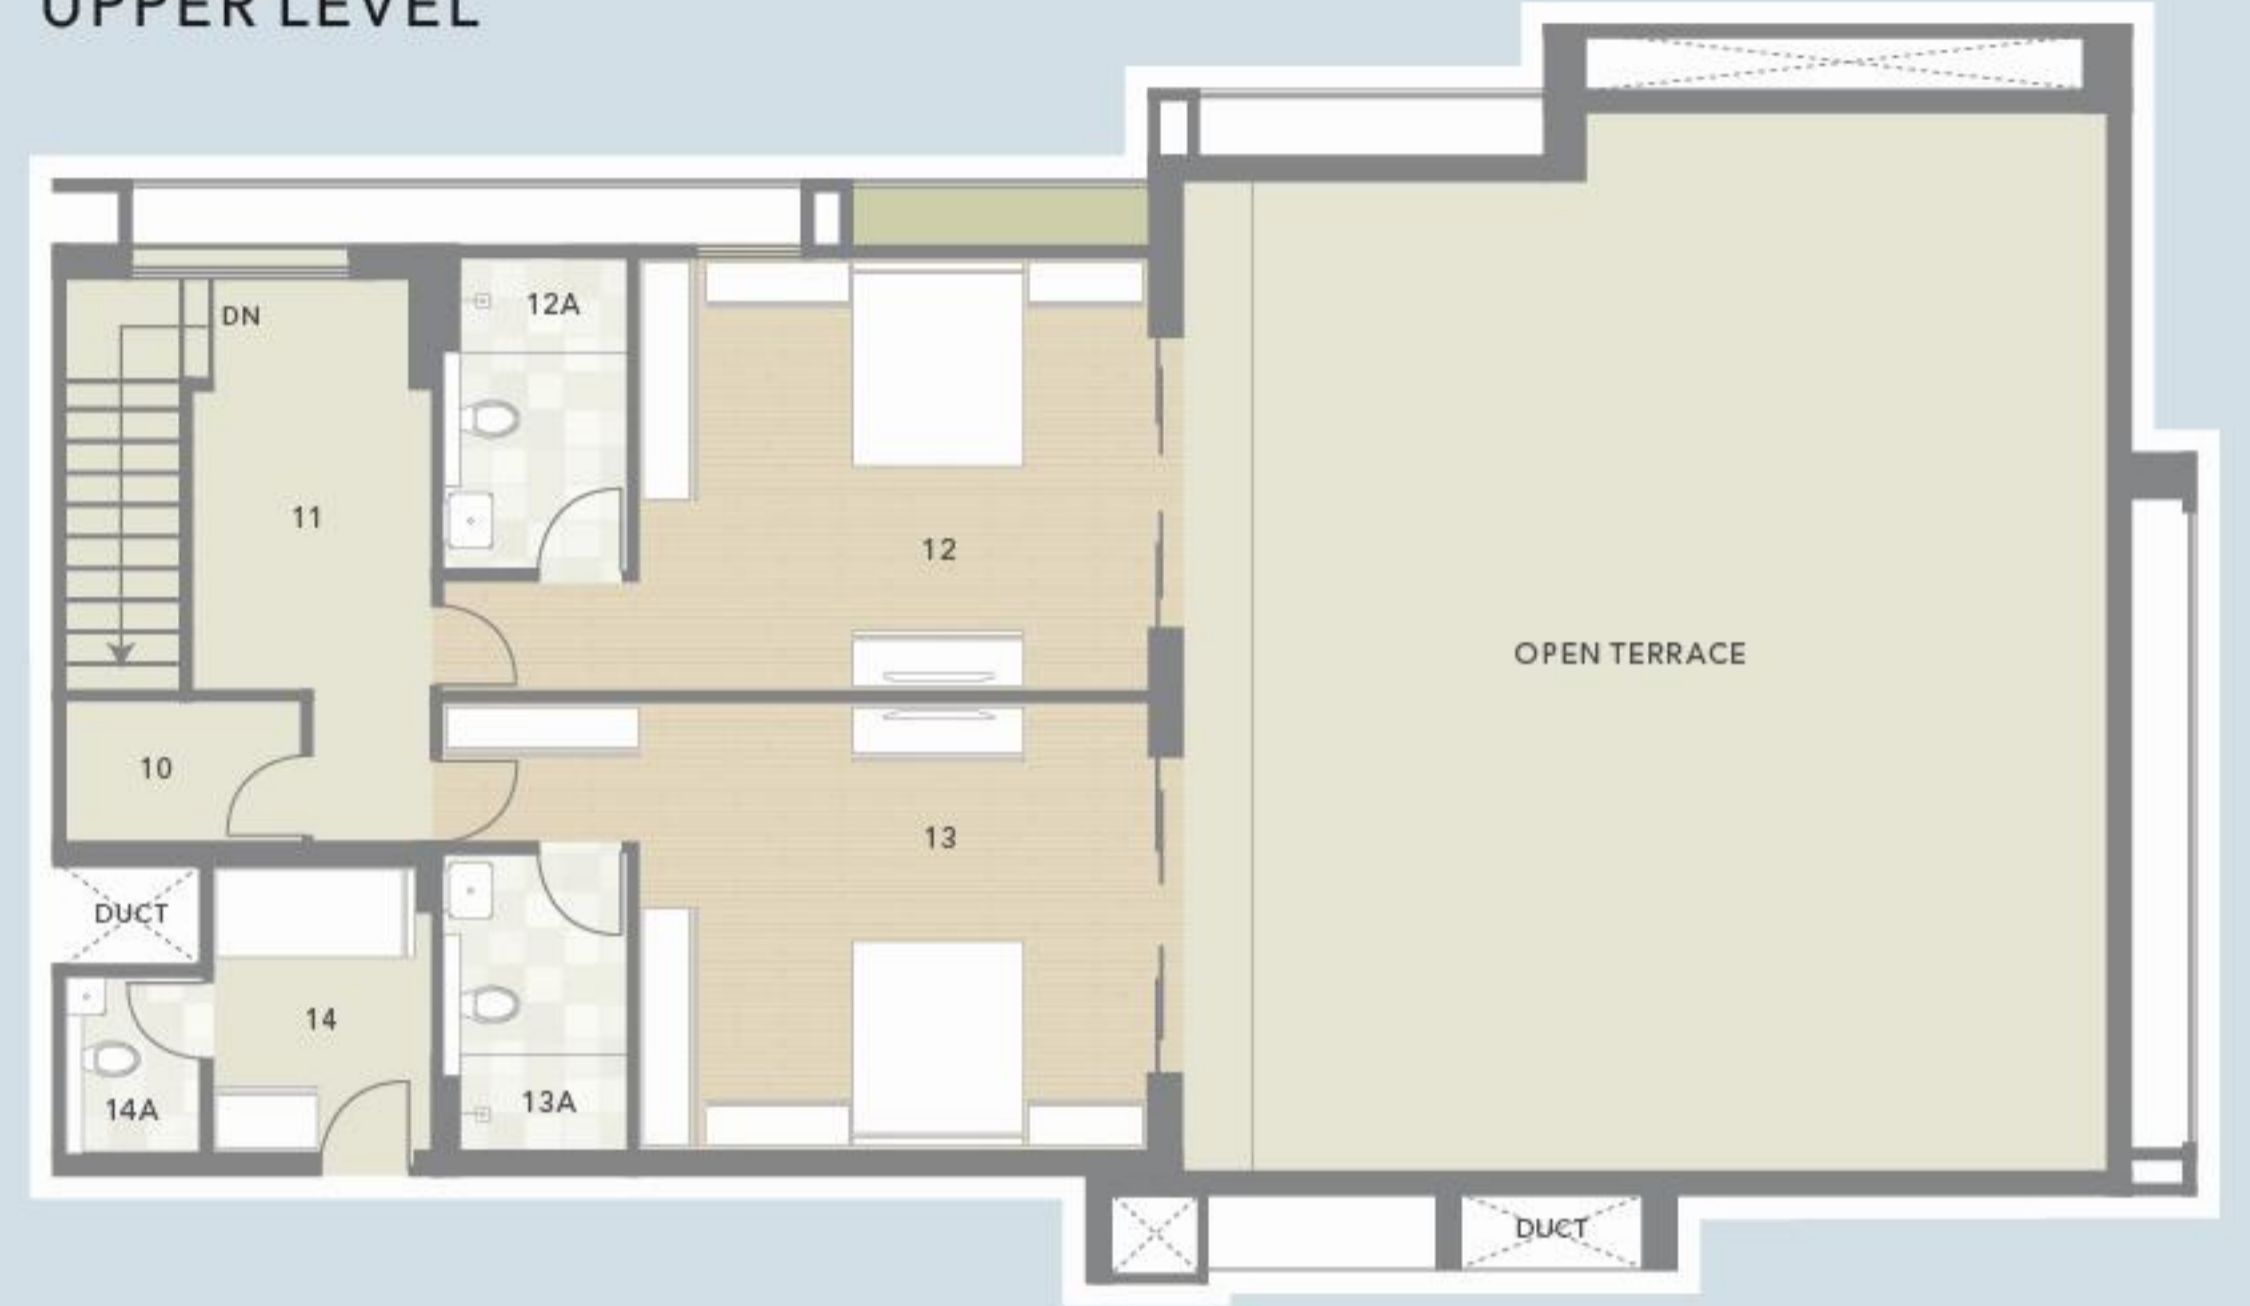 UPPER LEVEL
DN
12A
11
12
OPEN TERRACE
10
13
DUCT
14
14A
13A
DUCT